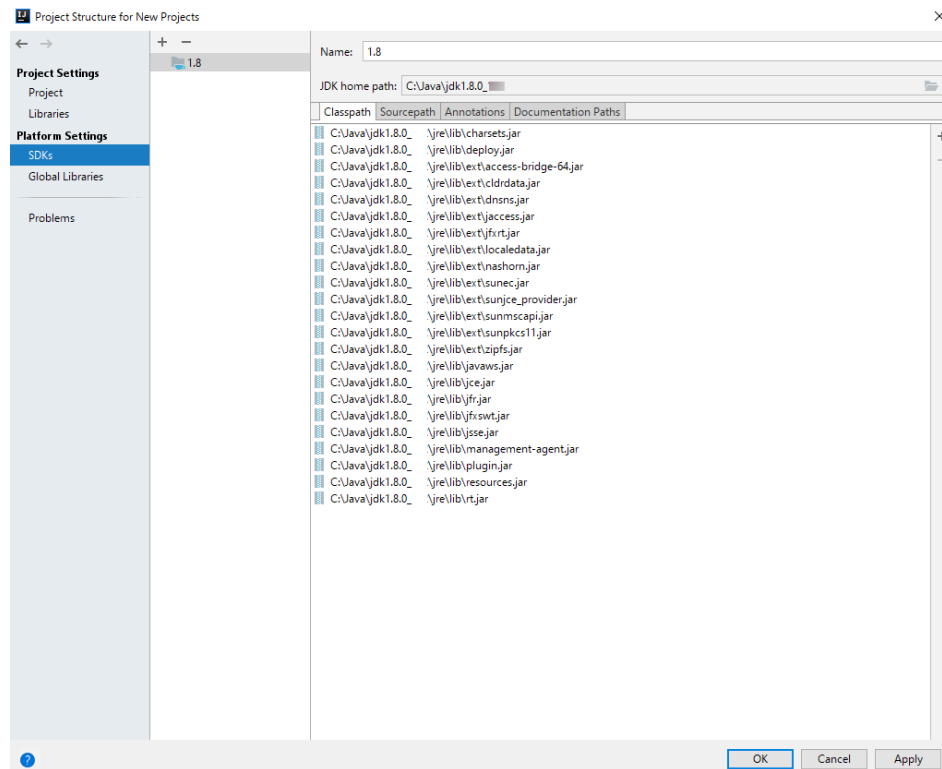 Project Structure for New Projects
Project Settings
Project
Libraries
Platform Settings
SDKs
Global Libraries
Problems
1.8
Name: 1.8
JDK home path: C:\Java\jdk1.8.0_
Classpath Sourcepath Annotations Documentation Paths
C:\Java\jdk1.8.0_ \jre\lib\charsets.jar
C:\Java\jdk1.8.0_ \jre\lib\deploy.jar
C:\Java\jdk1.8.0_ \jre\lib\ext\access-bridge-64.jar
C:\Java\jdk1.8.0_ \jre\lib\ext\cldrdata.jar
C:\Java\jdk1.8.0_ \jre\lib\ext\dnsns.jar
C:\Java\jdk1.8.0_ \jre\lib\ext\jaccess.jar
C:\Java\jdk1.8.0_ \jre\lib\ext\jfxrt.jar
C:\Java\jdk1.8.0_ \jre\lib\ext\localedata.jar
C:\Java\jdk1.8.0_ \jre\lib\ext\nashorn.jar
C:\Java\jdk1.8.0_ \jre\lib\ext\sunec.jar
C:\Java\jdk1.8.0_ \jre\lib\ext\sunjce_provider.jar
C:\Java\jdk1.8.0_ \jre\lib\ext\sunmscapi.jar
C:\Java\jdk1.8.0_ \jre\lib\ext\sunpkcs11.jar
C:\Java\jdk1.8.0_ \jre\lib\ext\zipfs.jar
C:\Java\jdk1.8.0_ \jre\lib\javaws.jar
C:\Java\jdk1.8.0_ \jre\lib\jce.jar
C:\Java\jdk1.8.0_ \jre\lib\jfr.jar
C:\Java\jdk1.8.0_ \jre\lib\jfxswt.jar
C:\Java\jdk1.8.0_ \jre\lib\jsse.jar
C:\Java\jdk1.8.0_ \jre\lib\management-agent.jar
C:\Java\jdk1.8.0_ \jre\lib\plugin.jar
C:\Java\jdk1.8.0_ \jre\lib\resources.jar
C:\Java\jdk1.8.0_ \jre\lib\rt.jar
OK Cancel Apply